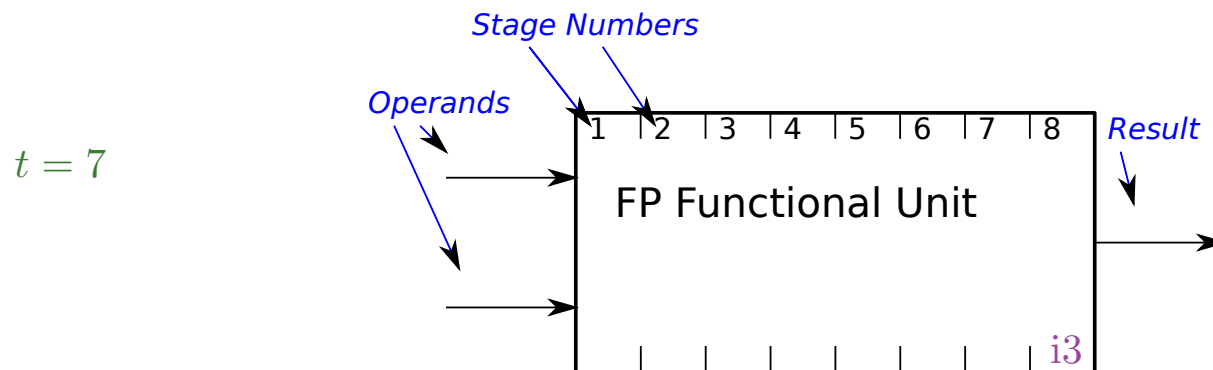 Stage Numbers
Operands
1 2 3 4 5 6 7 8
Result
t = 7
FP Functional Unit
i3